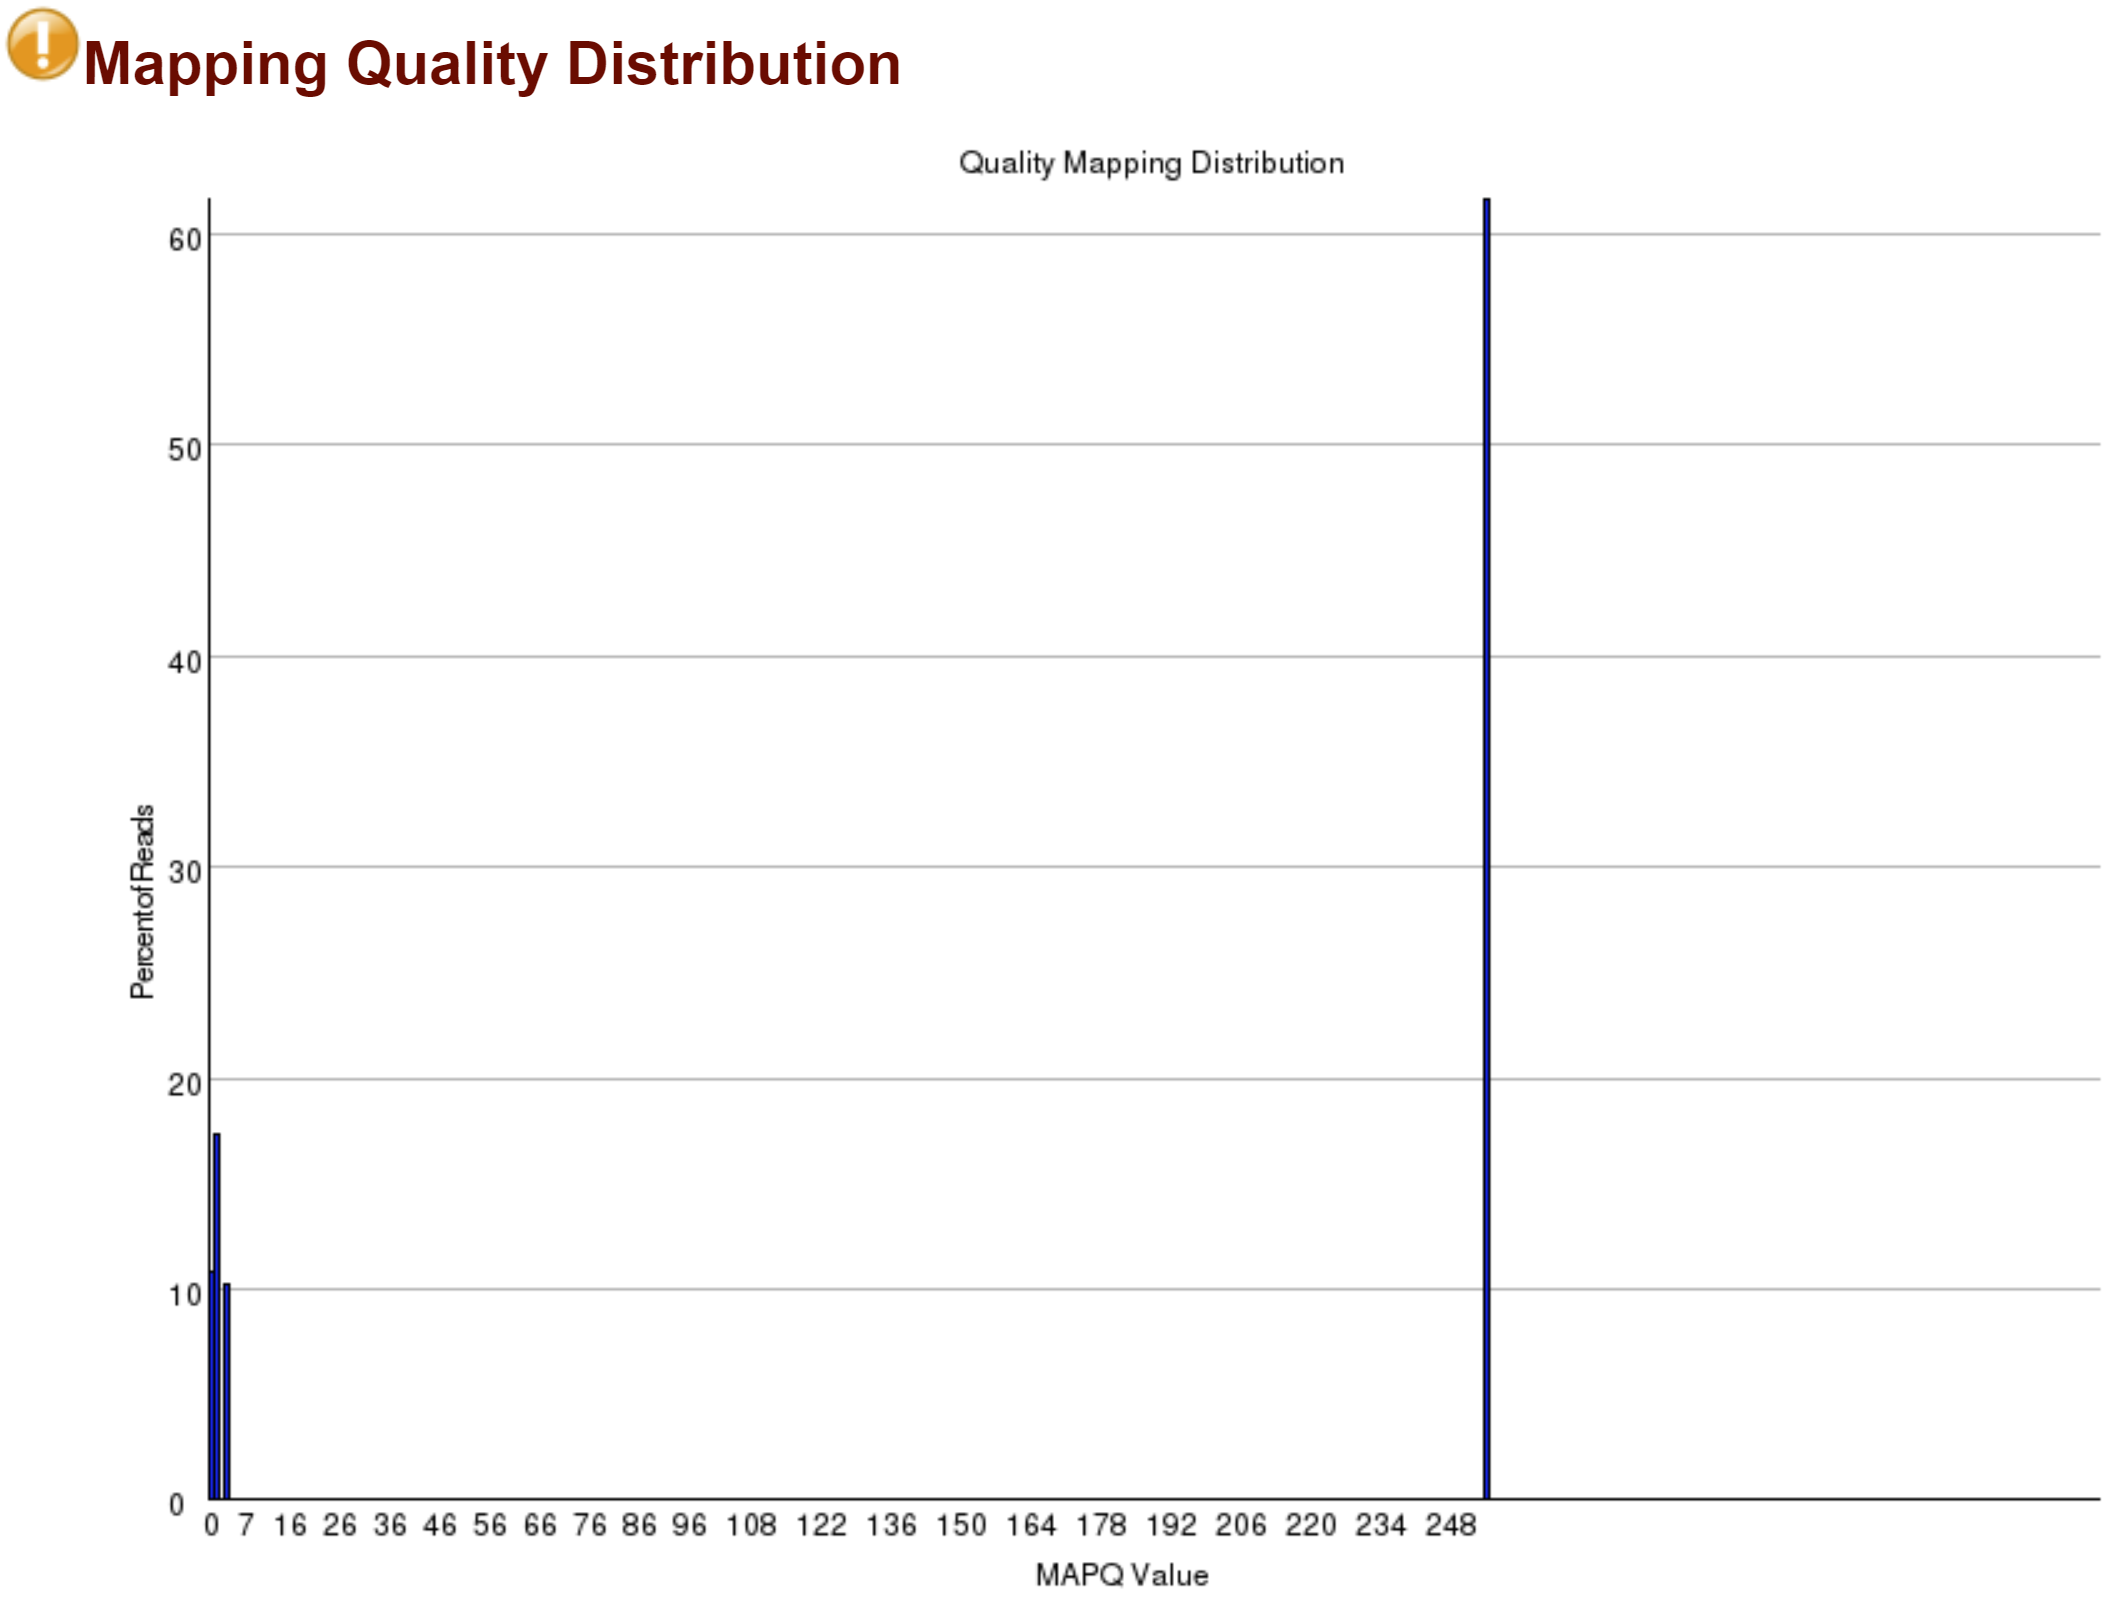 Mapping Quality Distribution
Quality Mapping Distribution
60
50
40
30
20
10
0
Percent of Reads
0 7 16 26 36 46 56 66 76 86 96 108 122 136 150 164 178 192 206 220 234 248
MAPQ Value